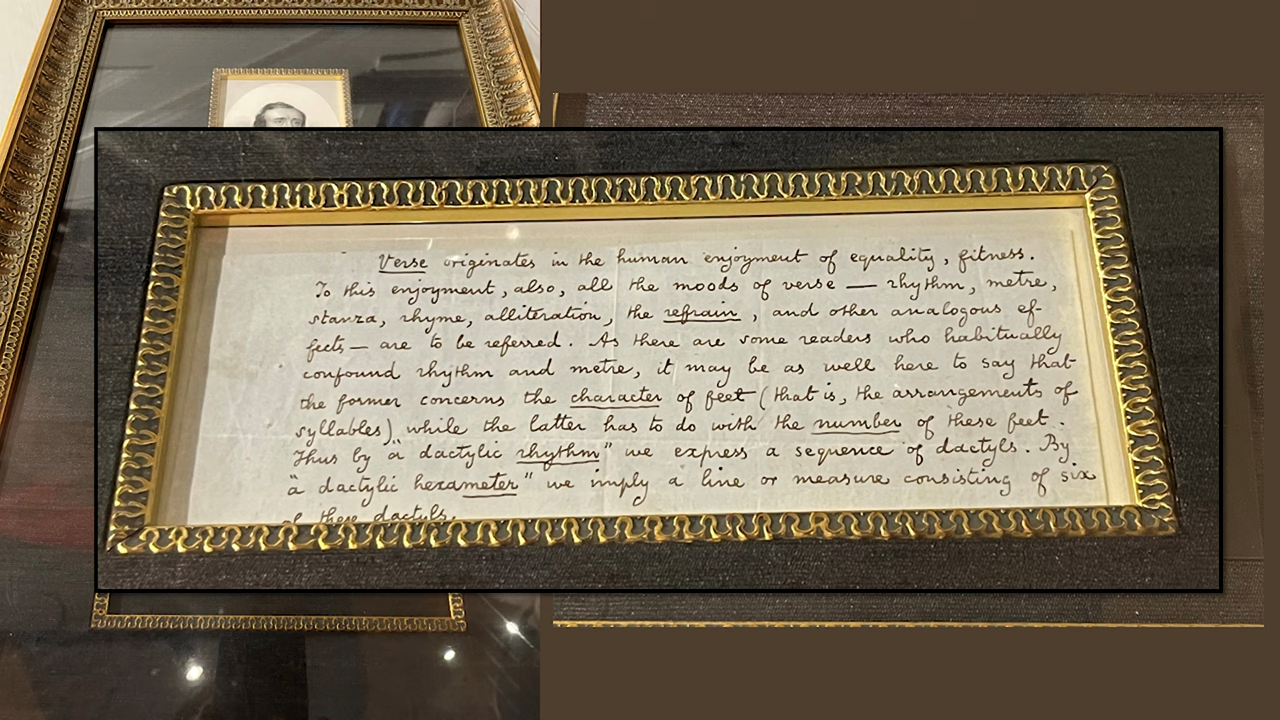 Verse originates in the human enjoyment of equality, fitness.
To this enjoyment, also, all the moods of verse — rhythm, metre,
stanza, rhyme, alliteration, the refrain, and other analogous ef-
fects — are to be referred. As there are some readers who habitually
confound rhythm and metre, it may be as well here to say that
the former concerns the character of feet (that is, the arrangements of
syllables), while the latter has to do with the number of these feet.
Thus by "a dactylic rhythm" we express a sequence of dactyls. By
"a dactylic hexameter" we imply a line or measure consisting of six
of these dactyls.